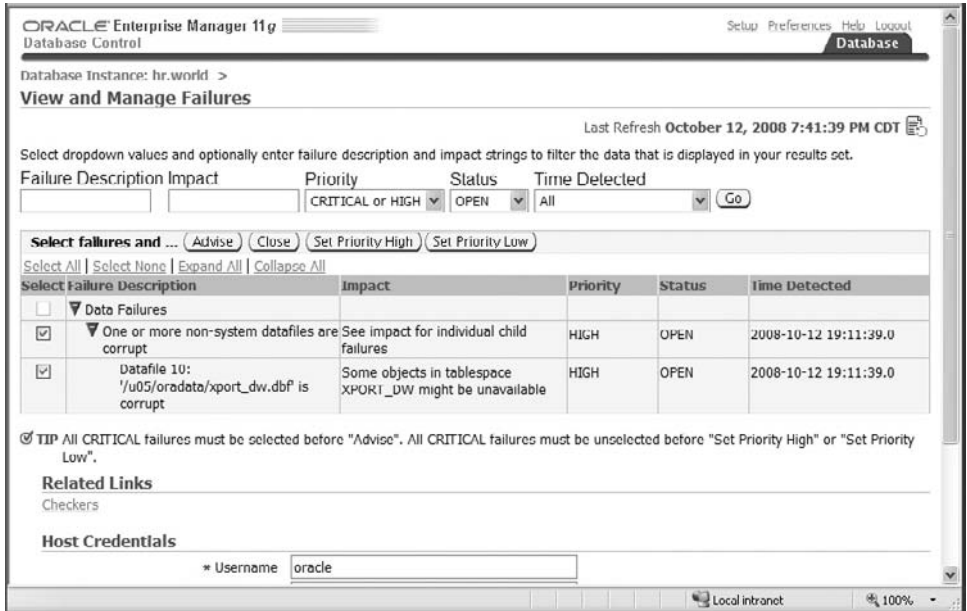 ORACLE Enterprise Manager 11g
Database Control
Setup Preferences Help Logout
Database
Database Instance: hr.world >
View and Manage Failures
Last Refresh October 12, 2008 7:41:39 PM CDT
Select dropdown values and optionally enter failure description and impact strings to filter the data that is displayed in your results set.
Failure Description Impact Priority Status Time Detected
CRITICAL or HIGH OPEN All Go
Select failures and ... Advise Close Set Priority High Set Priority Low
Select All | Select None | Expand All | Collapse All
Select Failure Description Impact Priority Status Time Detected
Data Failures
One or more non-system datafiles are See impact for individual child HIGH OPEN 2008-10-12 19:11:39.0
corrupt failures
Datafile 10: Some objects in tablespace HIGH OPEN 2008-10-12 19:11:39.0
'/u05/oradata/xport_dw.dbf' is XPORT_DW might be unavailable
corrupt
TIP All CRITICAL failures must be selected before "Advise". All CRITICAL failures must be unselected before "Set Priority High" or "Set Priority
Low".
Related Links
Checkers
Host Credentials
* Username oracle
Local intranet 100%